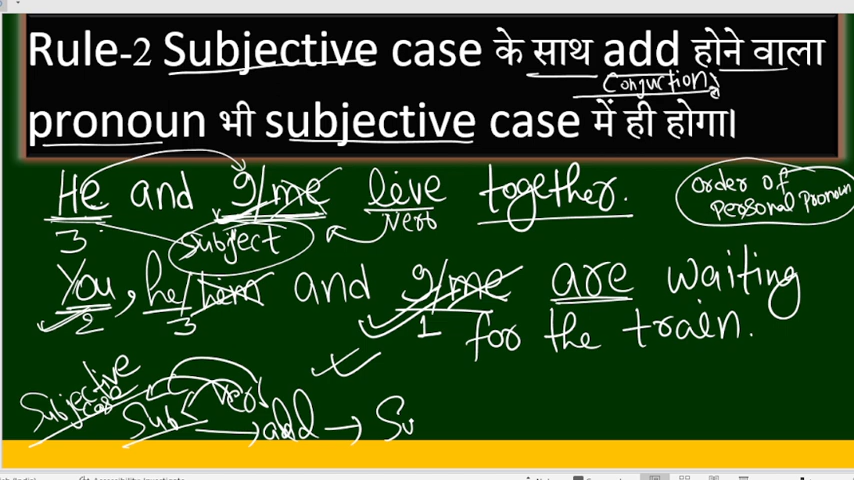 Rule-2 Subjective case के साथ add होने वाला
conjuction
pronoun भी subjective case में ही होगा।
He and I/me live together.
3 Subject Verb
Order of
Personal Pronoun
You, he/him and I/me are waiting
2 3 1
for the train.
Subjective
case
Sub Verb
→ add → Su